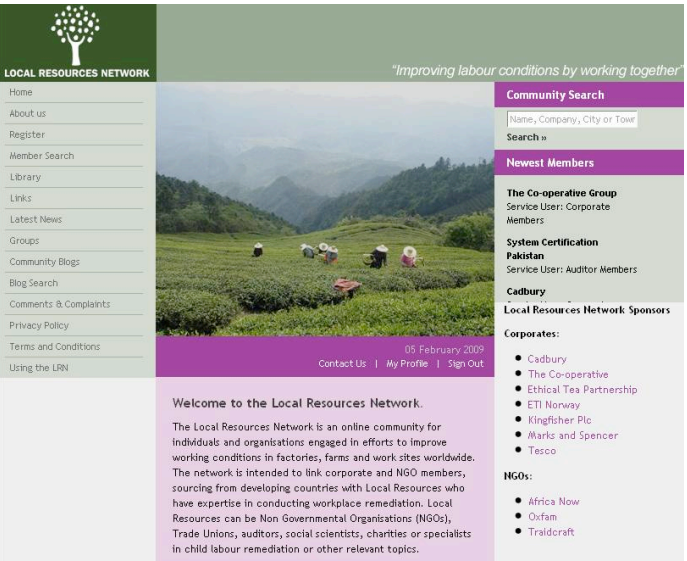 LOCAL RESOURCES NETWORK
"Improving labour conditions by working together"
Home
About us
Register
Member Search
Library
Links
Latest News
Groups
Community Blogs
Blog Search
Comments & Complaints
Privacy Policy
Terms and Conditions
Using the LRN
05 February 2009
Contact Us | My Profile | Sign Out
Welcome to the Local Resources Network.
The Local Resources Network is an online community for
individuals and organisations engaged in efforts to improve
working conditions in factories, farms and work sites worldwide.
The network is intended to link corporate and NGO members,
sourcing from developing countries with Local Resources who
have expertise in conducting workplace remediation. Local
Resources can be Non Governmental Organisations (NGOs),
Trade Unions, auditors, social scientists, charities or specialists
in child labour remediation or other relevant topics.
Community Search
Name, Company, City or Towr
Search »
Newest Members
The Co-operative Group
Service User: Corporate
Members
System Certification
Pakistan
Service User: Auditor Members
Cadbury
Local Resources Network Sponsors
Corporates:
Cadbury
The Co-operative
Ethical Tea Partnership
ETI Norway
Kingfisher Plc
Marks and Spencer
Tesco
NGOs:
Africa Now
Oxfam
Traidcraft